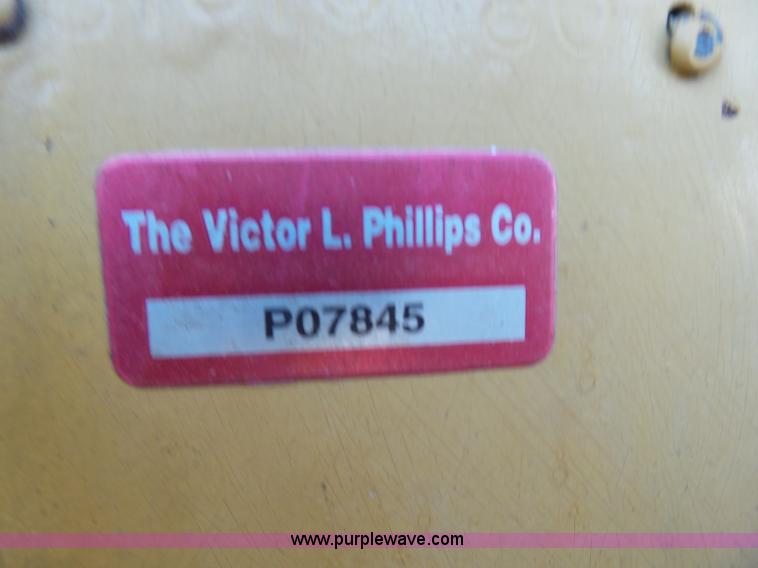 The Victor L. Phillips Co.
P07845
www.purplewave.com